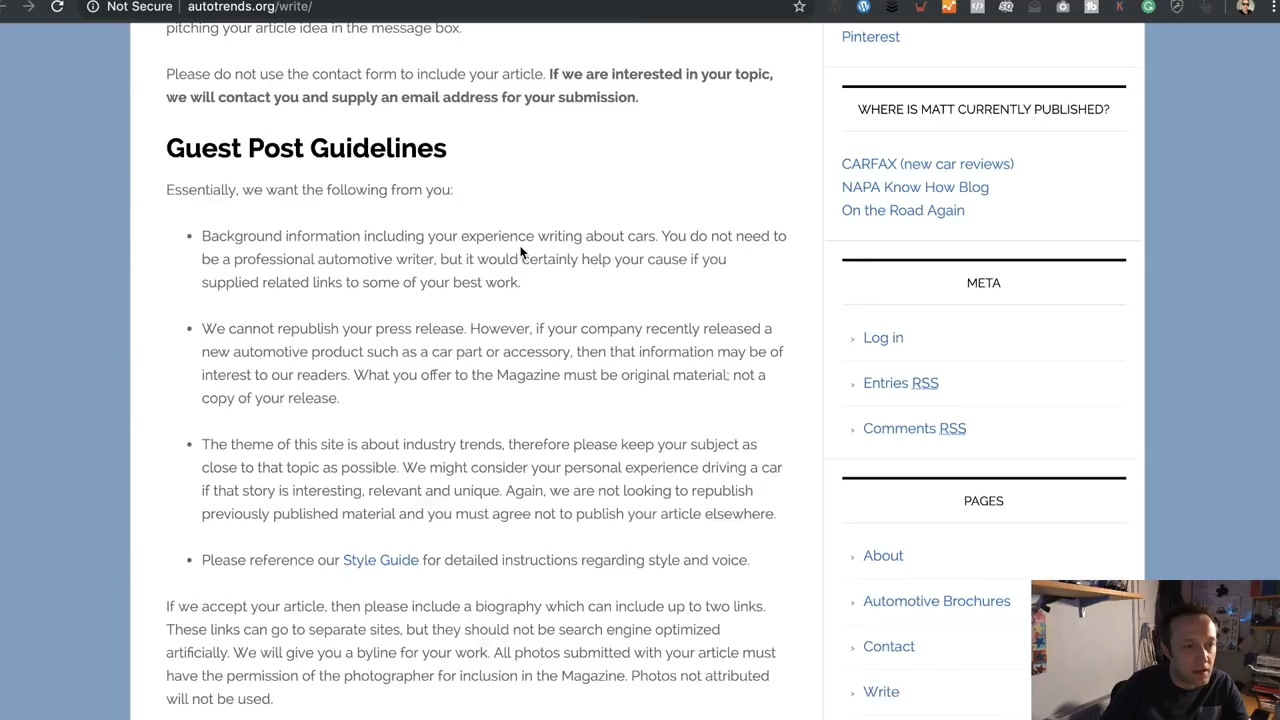 Not Secure | autotrends.org/write/
pitching your article idea in the message box.
Please do not use the contact form to include your article. If we are interested in your topic,
we will contact you and supply an email address for your submission.
Guest Post Guidelines
Essentially, we want the following from you:
Background information including your experience writing about cars. You do not need to
be a professional automotive writer, but it would certainly help your cause if you
supplied related links to some of your best work.
We cannot republish your press release. However, if your company recently released a
new automotive product such as a car part or accessory, then that information may be of
interest to our readers. What you offer to the Magazine must be original material; not a
copy of your release.
The theme of this site is about industry trends, therefore please keep your subject as
close to that topic as possible. We might consider your personal experience driving a car
if that story is interesting, relevant and unique. Again, we are not looking to republish
previously published material and you must agree not to publish your article elsewhere.
Please reference our Style Guide for detailed instructions regarding style and voice.
If we accept your article, then please include a biography which can include up to two links.
These links can go to separate sites, but they should not be search engine optimized
artificially. We will give you a byline for your work. All photos submitted with your article must
have the permission of the photographer for inclusion in the Magazine. Photos not attributed
will not be used.
Pinterest
WHERE IS MATT CURRENTLY PUBLISHED?
CARFAX (new car reviews)
NAPA Know How Blog
On the Road Again
META
Log in
Entries RSS
Comments RSS
PAGES
About
Automotive Brochures
Contact
Write